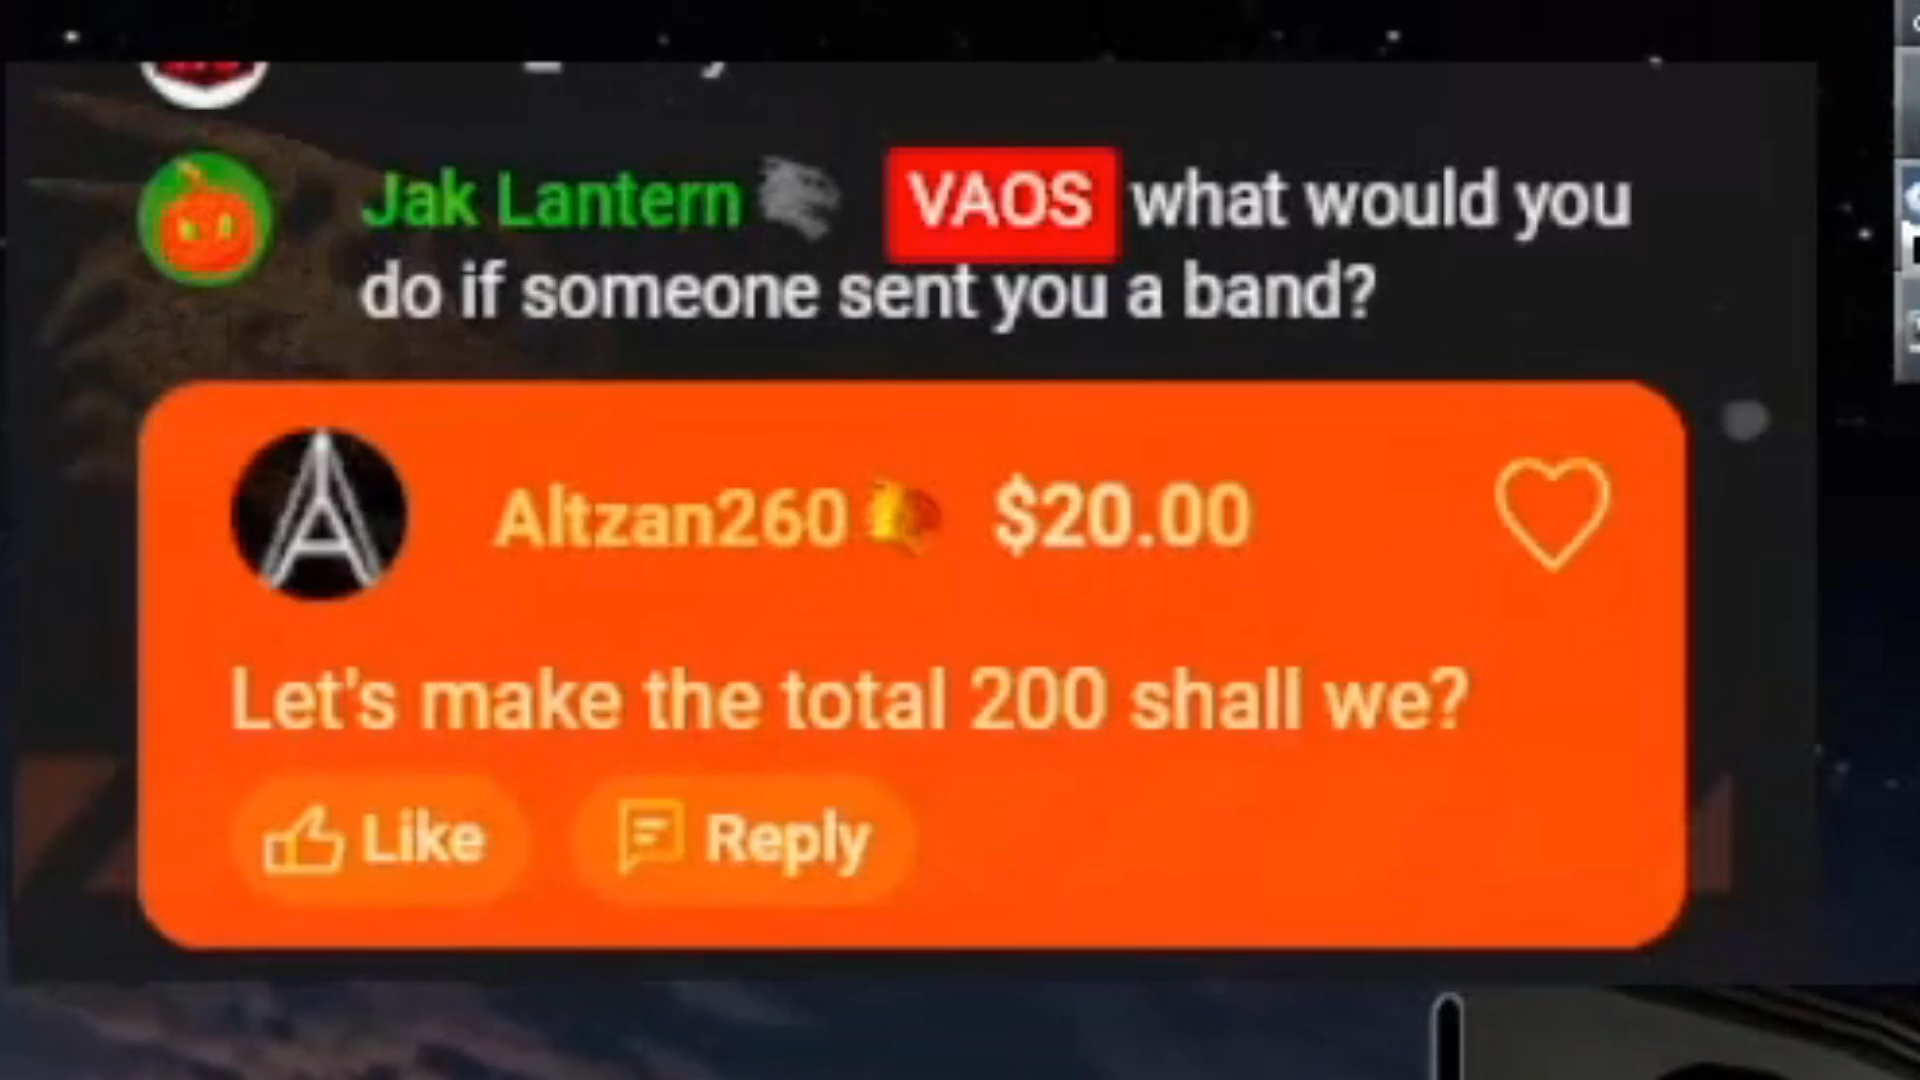 Jak Lantern VAOS what would you
do if someone sent you a band?
Altzan260 $20.00
Let's make the total 200 shall we?
Like Reply